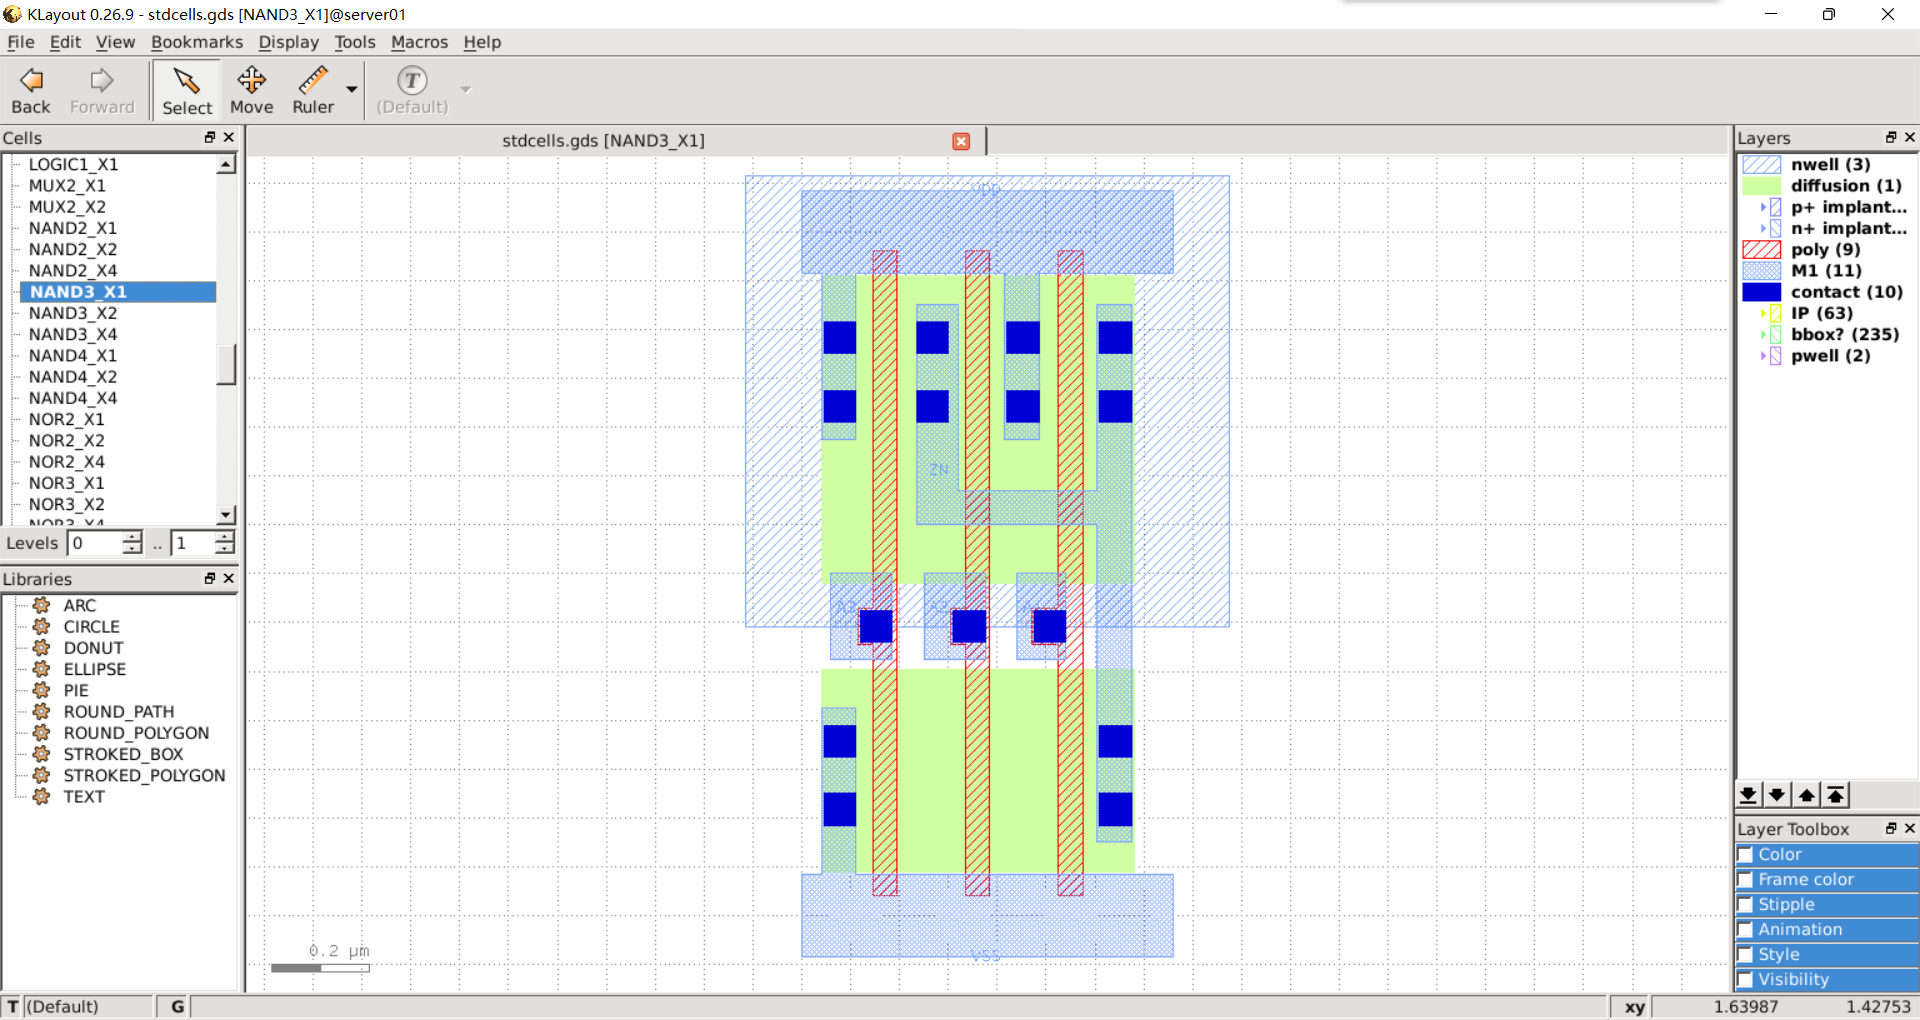 KLayout 0.26.9 - stdcells.gds [NAND3_X1]@server01
File Edit View Bookmarks Display Tools Macros Help
Back Forward Select Move Ruler T (Default)
Cells
LOGIC1_X1
MUX2_X1
MUX2_X2
NAND2_X1
NAND2_X2
NAND2_X4
NAND3_X1
NAND3_X2
NAND3_X4
NAND4_X1
NAND4_X2
NAND4_X4
NOR2_X1
NOR2_X2
NOR2_X4
NOR3_X1
NOR3_X2
NOR3_X4
Levels 0 .. 1
Libraries
ARC
CIRCLE
DONUT
ELLIPSE
PIE
ROUND_PATH
ROUND_POLYGON
STROKED_BOX
STROKED_POLYGON
TEXT
stdcells.gds [NAND3_X1]
VDD
ZN
A3
VSS
0.2 µm
Layers
nwell (3)
diffusion (1)
p+ implant...
n+ implant...
poly (9)
M1 (11)
contact (10)
IP (63)
bbox? (235)
pwell (2)
Layer Toolbox
Color
Frame color
Stipple
Animation
Style
Visibility
T (Default) G xy 1.63987 1.42753